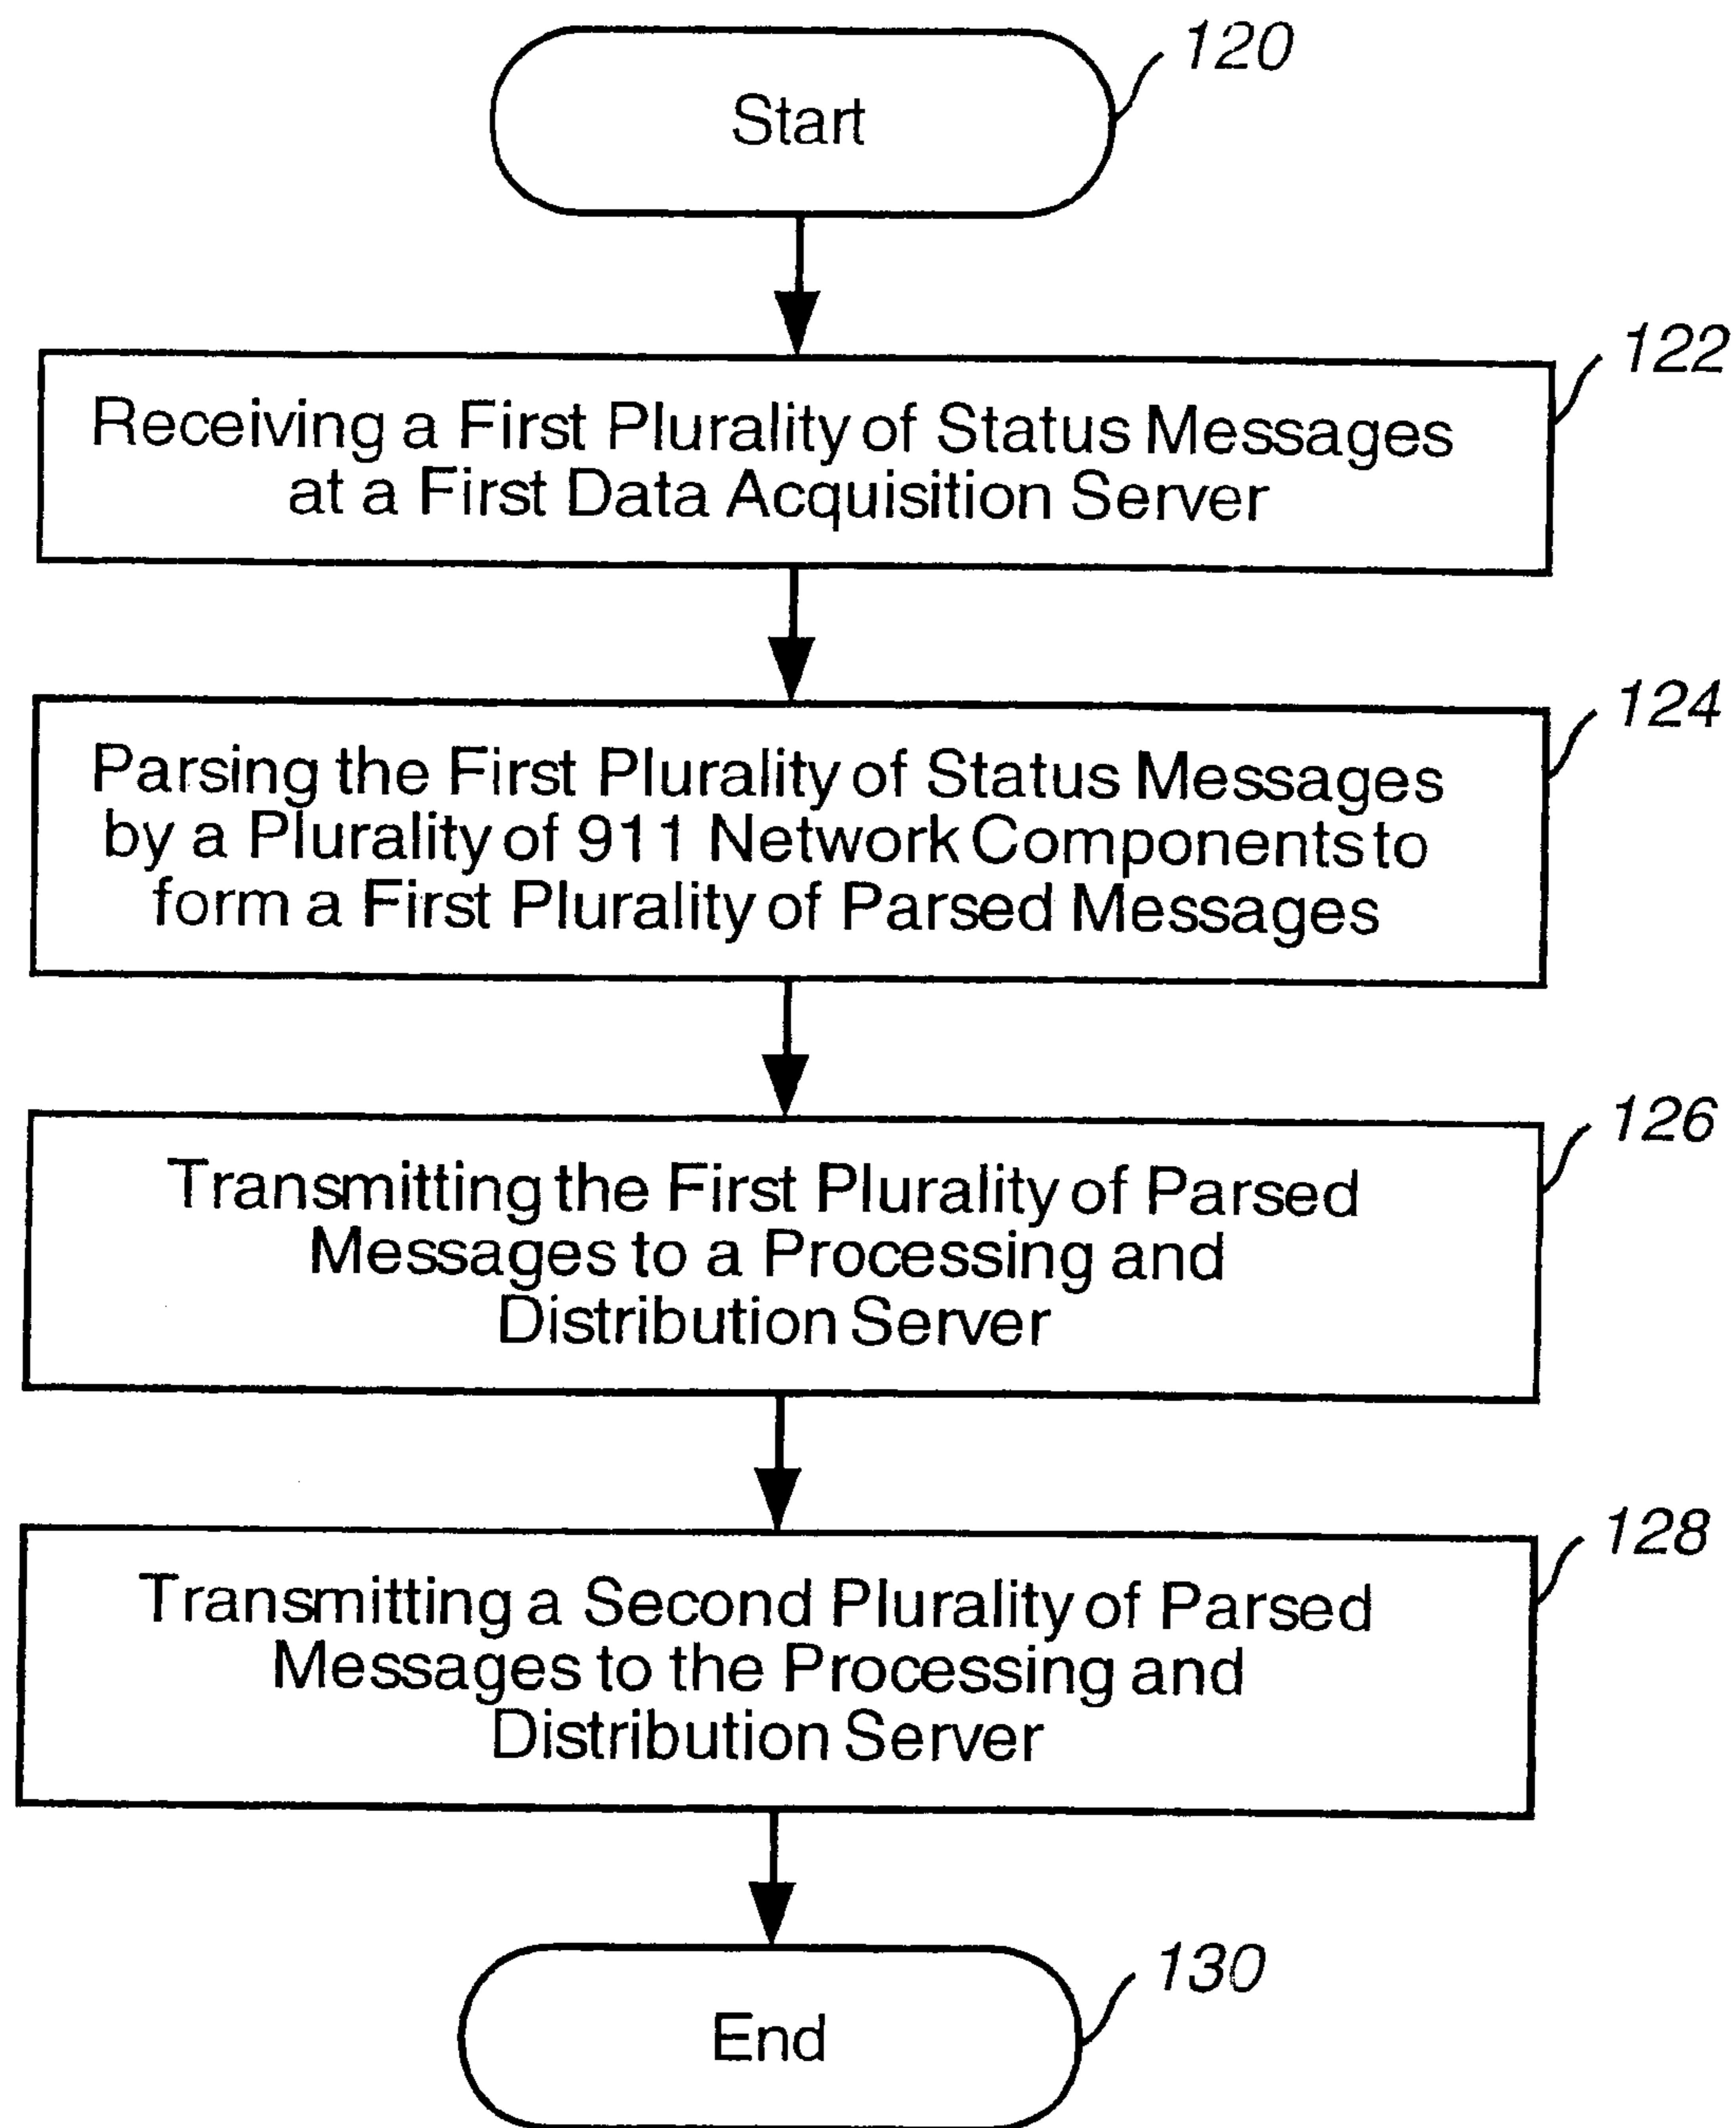 120
Start
122
Receiving a First Plurality of Status Messages
at a First Data Acquisition Server
124
Parsing the First Plurality of Status Messages
by a Plurality of 911 Network Components to
form a First Plurality of Parsed Messages
126
Transmitting the First Plurality of Parsed
Messages to a Processing and
Distribution Server
128
Transmitting a Second Plurality of Parsed
Messages to the Processing and
Distribution Server
130
End